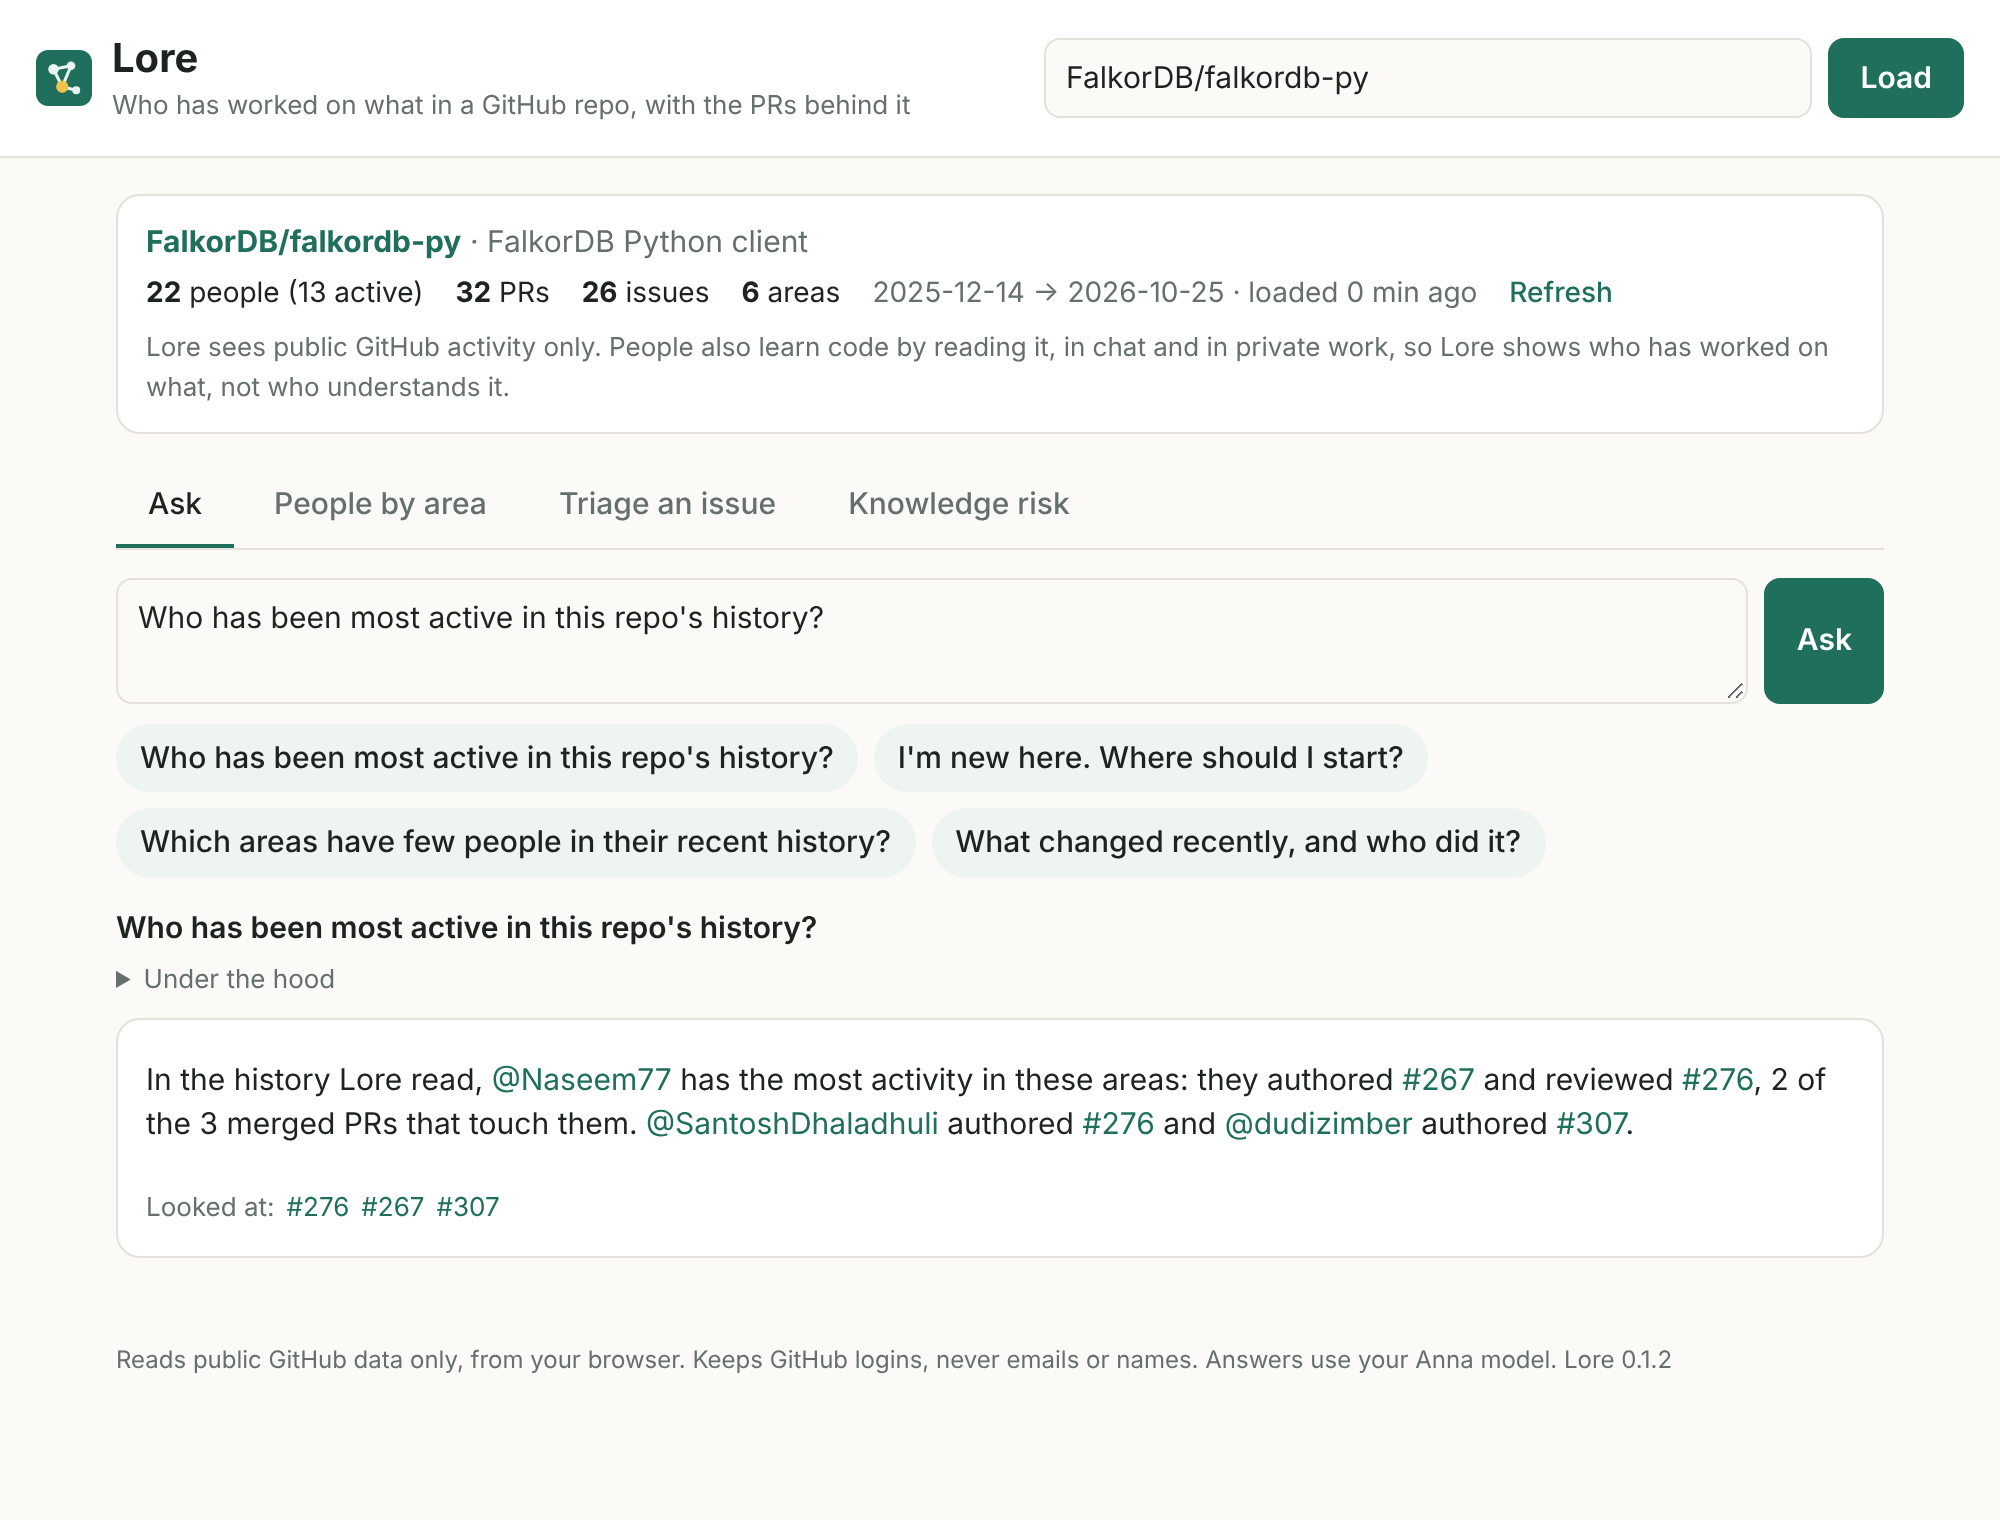 Lore
Who has worked on what in a GitHub repo, with the PRs behind it
FalkorDB/falkordb-py
Load
FalkorDB/falkordb-py · FalkorDB Python client
22 people (13 active) 32 PRs 26 issues 6 areas 2025-12-14 → 2026-10-25 · loaded 0 min ago Refresh
Lore sees public GitHub activity only. People also learn code by reading it, in chat and in private work, so Lore shows who has worked on
what, not who understands it.
Ask People by area Triage an issue Knowledge risk
Who has been most active in this repo's history?
Ask
Who has been most active in this repo's history? I'm new here. Where should I start?
Which areas have few people in their recent history? What changed recently, and who did it?
Who has been most active in this repo's history?
▶ Under the hood
In the history Lore read, @Naseem77 has the most activity in these areas: they authored #267 and reviewed #276, 2 of
the 3 merged PRs that touch them. @SantoshDhaladhuli authored #276 and @dudizimber authored #307.
Looked at: #276 #267 #307
Reads public GitHub data only, from your browser. Keeps GitHub logins, never emails or names. Answers use your Anna model. Lore 0.1.2